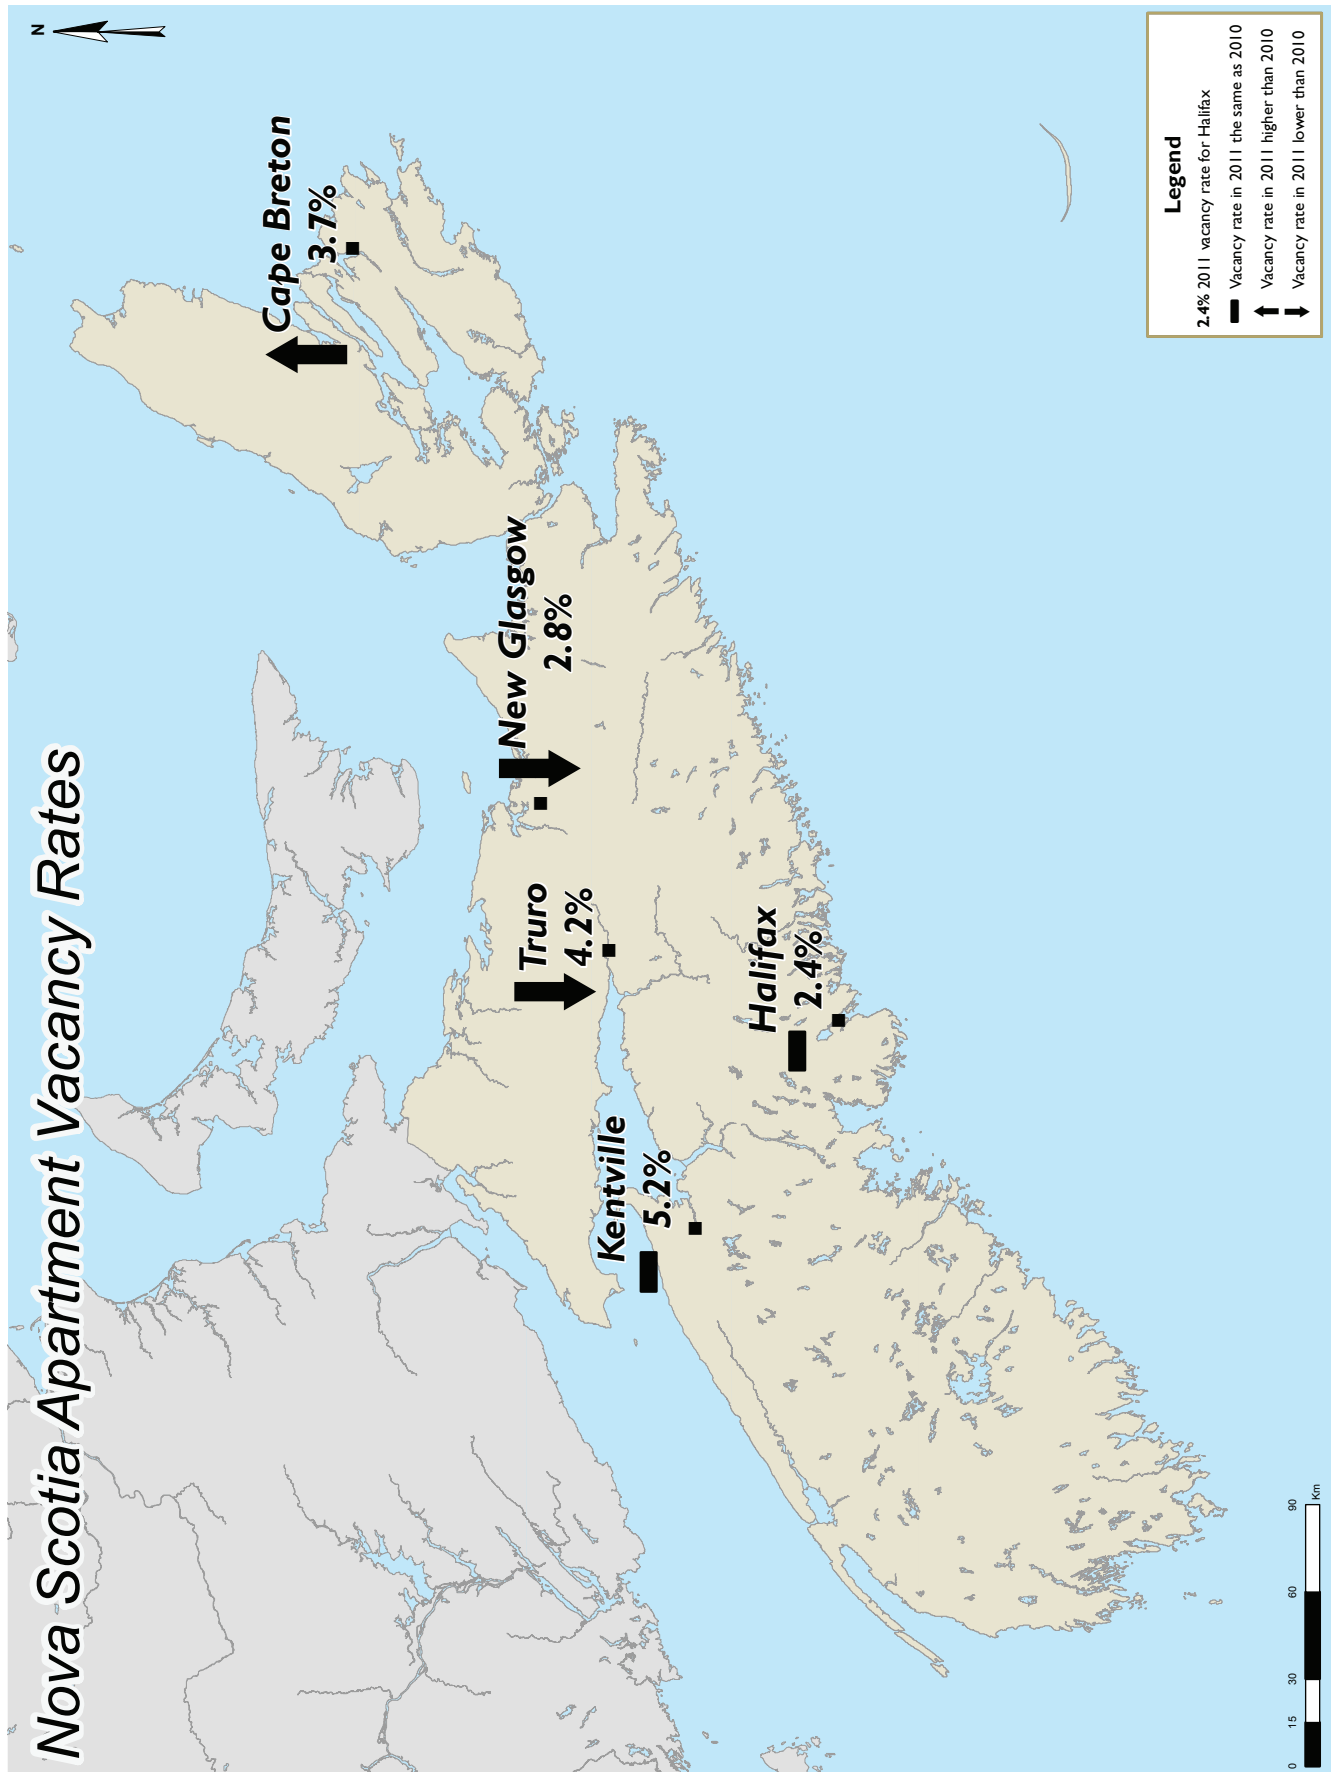 Nova Scotia Apartment Vacancy Rates
N
Cape Breton
3.7%
New Glasgow
2.8%
Truro
4.2%
Halifax
2.4%
Kentville
5.2%
Legend
2.4% 2011 vacancy rate for Halifax
Vacancy rate in 2011 the same as 2010
Vacancy rate in 2011 higher than 2010
Vacancy rate in 2011 lower than 2010
0 15 30 60 90
Km